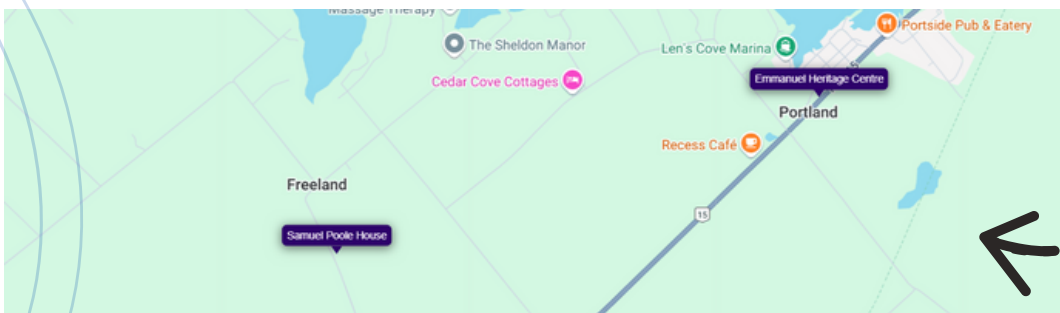 Massage Therapy
Portside Pub & Eatery
The Sheldon Manor
Len's Cove Marina
15
Cedar Cove Cottages
Emmanuel Heritage Centre
Portland
Recess Café
Freeland
15
Samuel Poole House